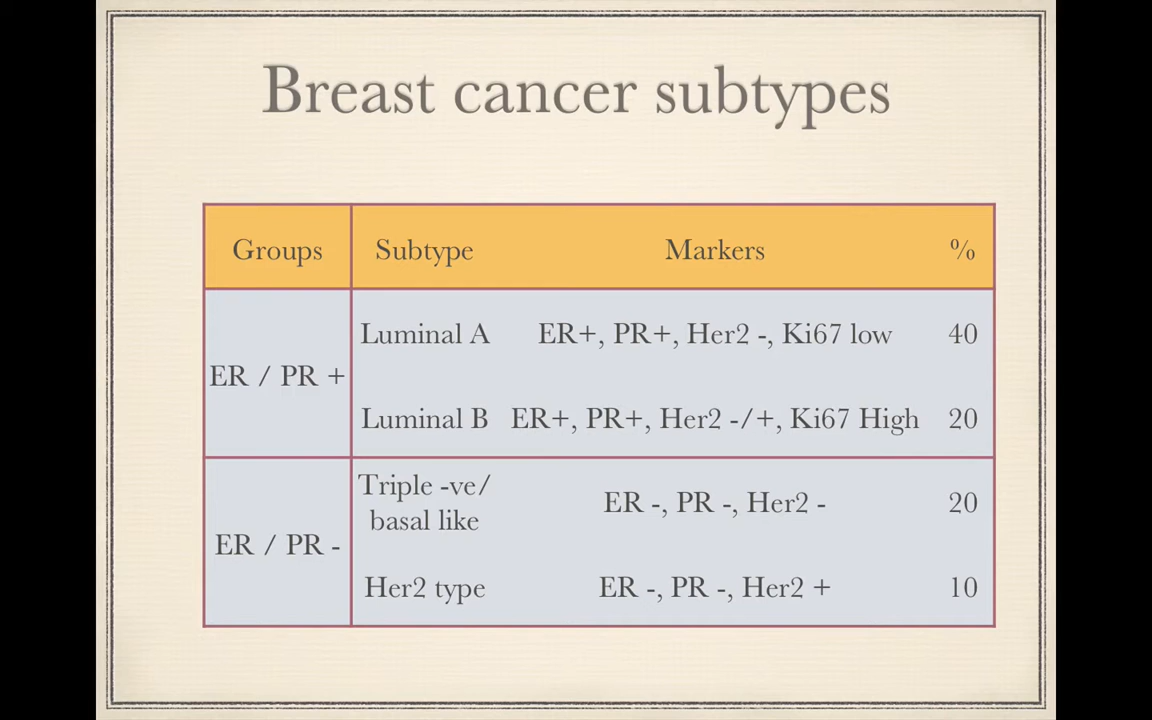 Breast cancer subtypes
Groups Subtype Markers %
ER / PR +
Luminal A ER+, PR+, Her2 -, Ki67 low 40
Luminal B ER+, PR+, Her2 -/+, Ki67 High 20
ER / PR -
Triple -ve/
basal like
ER -, PR -, Her2 - 20
Her2 type ER -, PR -, Her2 + 10